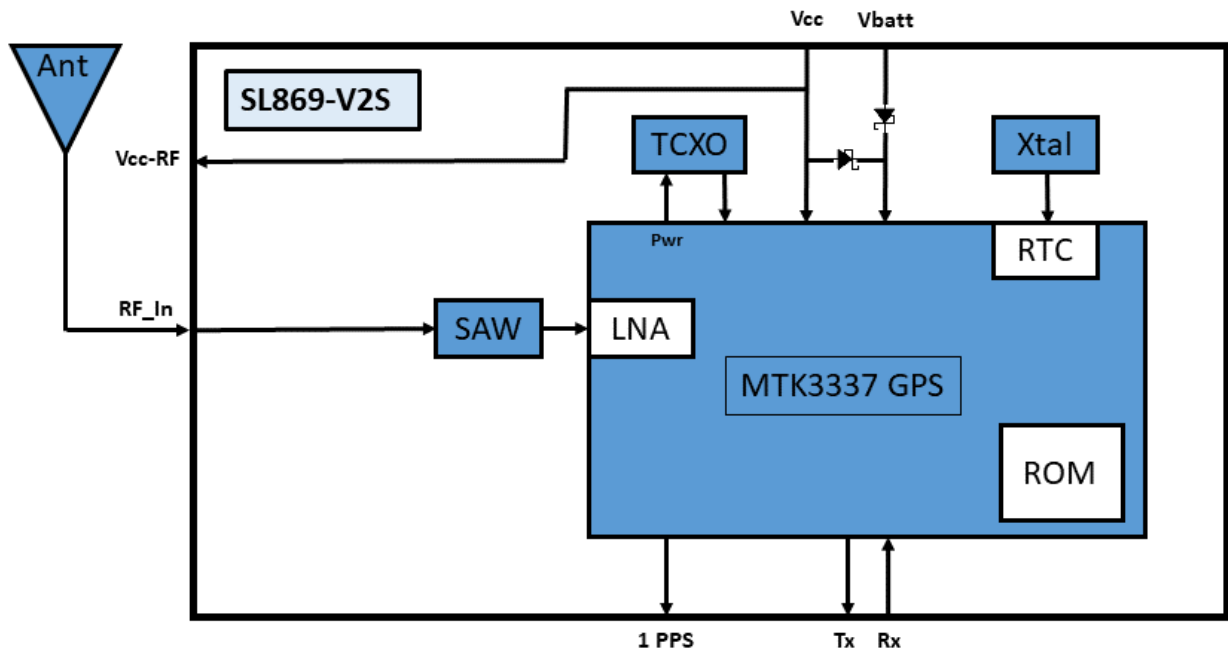 Vcc
Vbatt
Ant
SL869-V2S
TCXO
Xtal
Vcc-RF
Pwr
RTC
RF_In
SAW
LNA
MTK3337 GPS
ROM
1 PPS
Tx
Rx